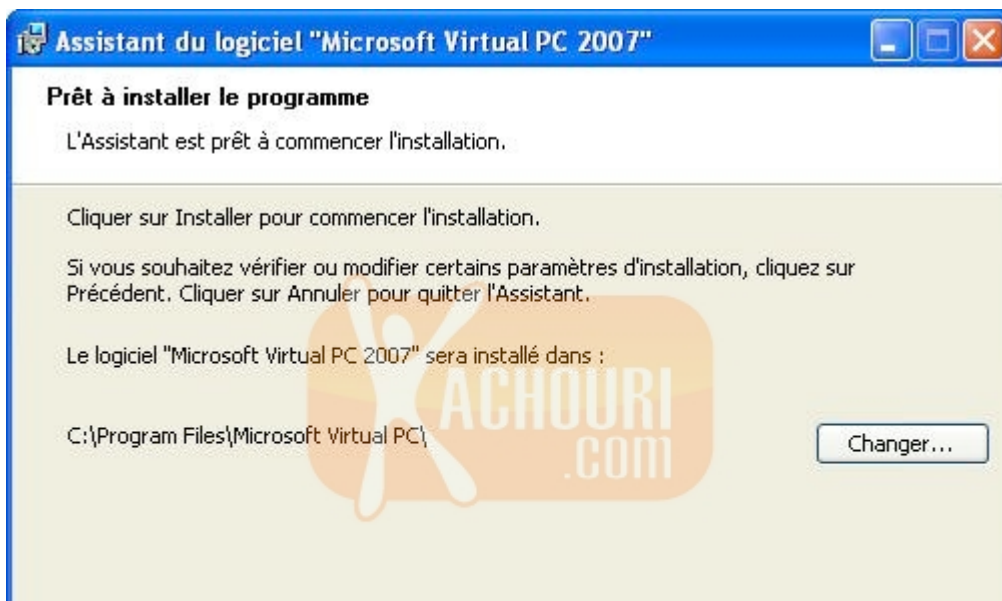 Assistant du logiciel "Microsoft Virtual PC 2007"
Prêt à installer le programme
L'Assistant est prêt à commencer l'installation.
Cliquer sur Installer pour commencer l'installation.
Si vous souhaitez vérifier ou modifier certains paramètres d'installation, cliquez sur
Précédent. Cliquer sur Annuler pour quitter l'Assistant.
Le logiciel "Microsoft Virtual PC 2007" sera installé dans :
ACHOURI
C:\Program Files\Microsoft Virtual PC\
Changer...
.com